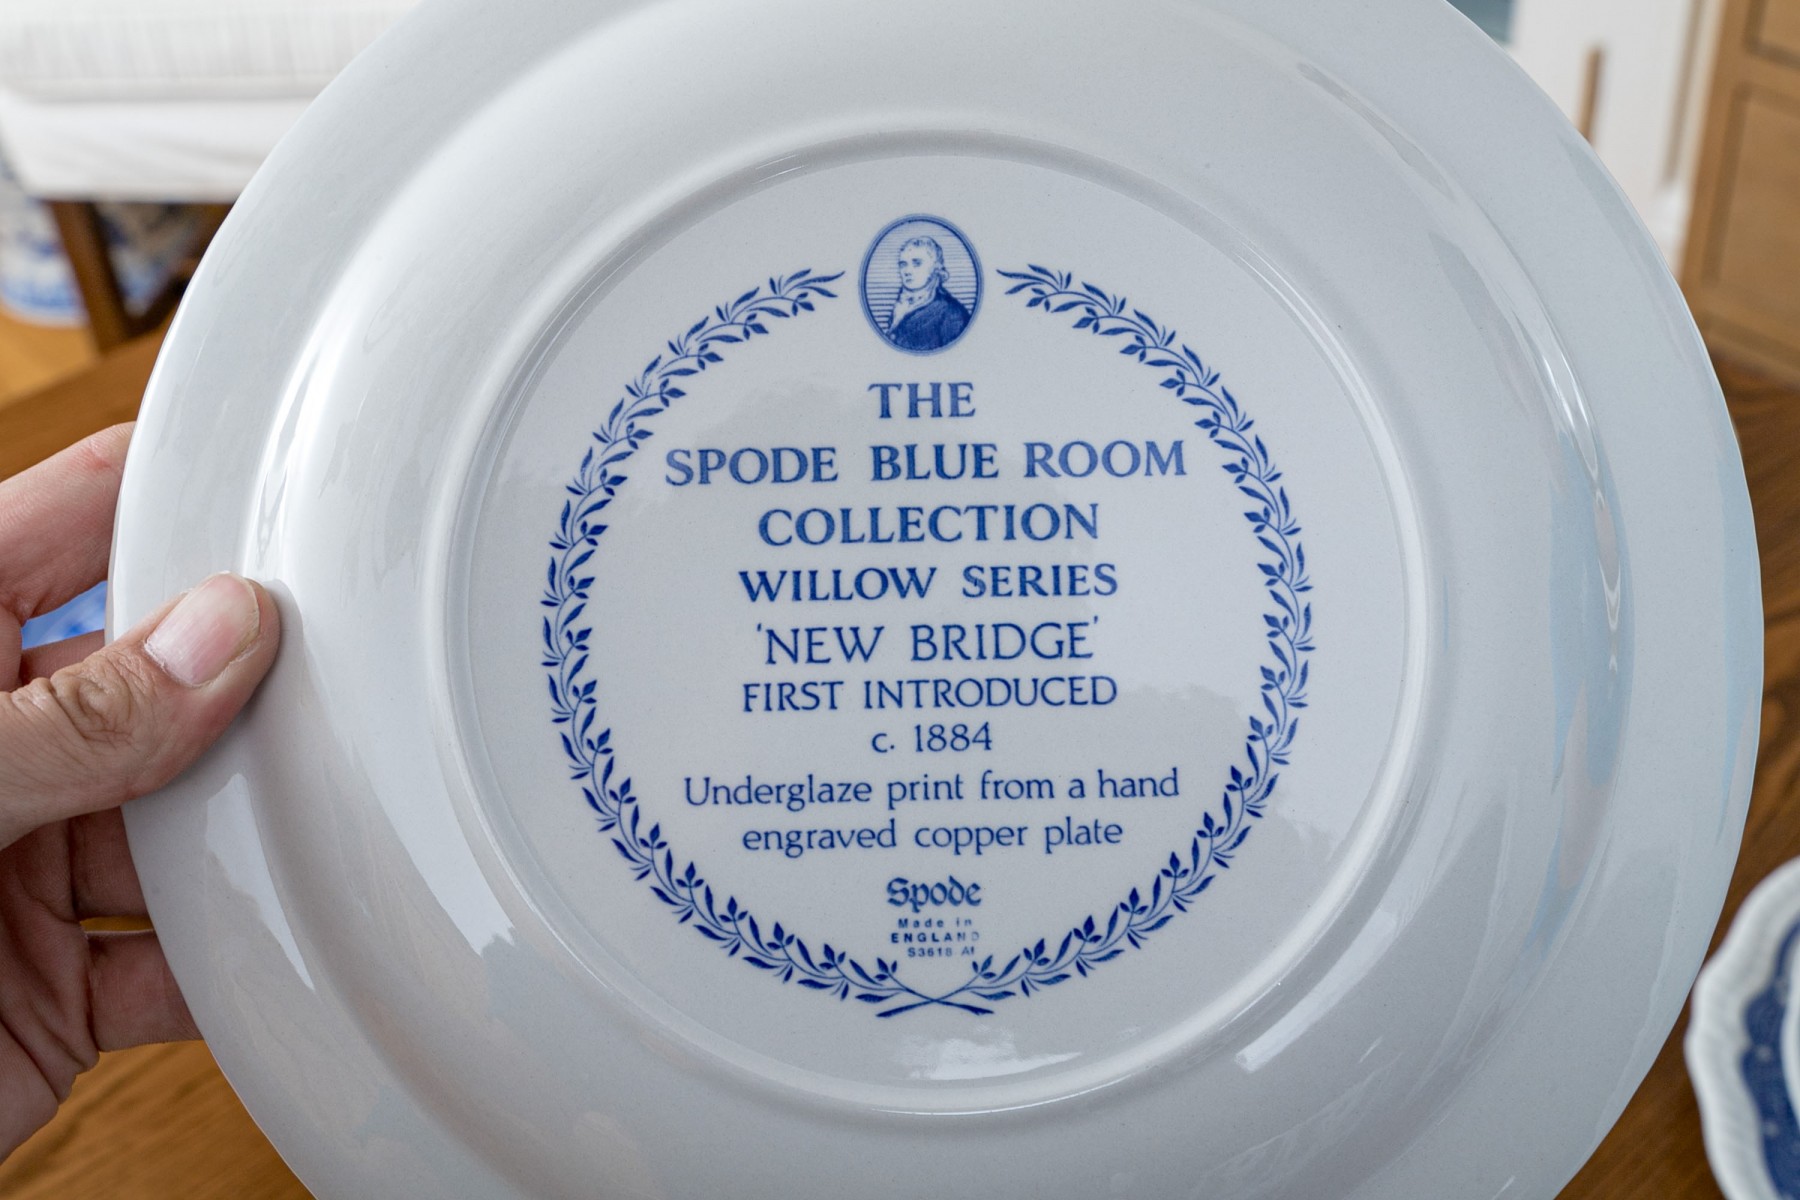 THE
SPODE BLUE ROOM
COLLECTION
WILLOW SERIES
'NEW BRIDGE'
FIRST INTRODUCED
c. 1884
Underglaze print from a hand
engraved copper plate
Spode
Made in
ENGLAND